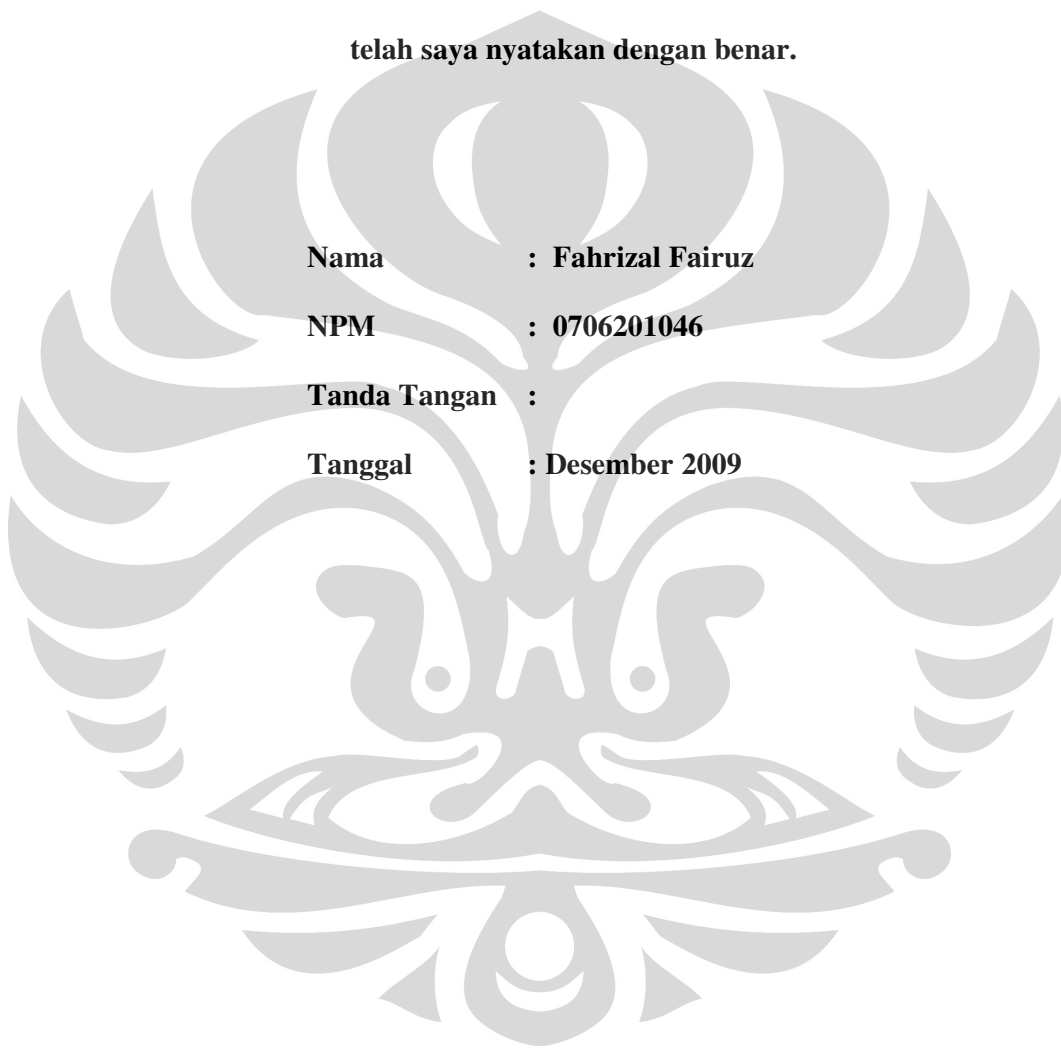 telah saya nyatakan dengan benar.
Nama : Fahrizal Fairuz
NPM : 0706201046
Tanda Tangan :
Tanggal : Desember 2009